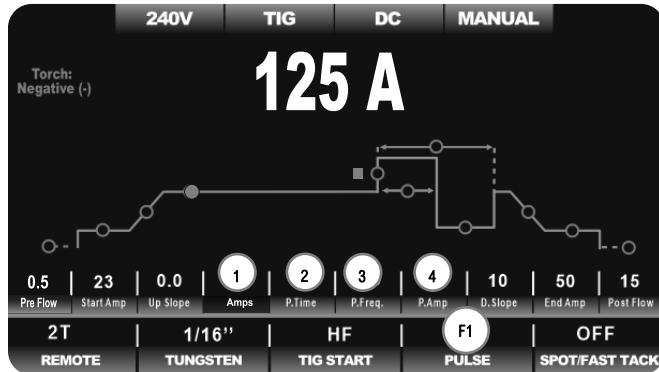 240V TIG DC MANUAL
Torch:
Negative (-)
125 A
0.5 23 0.0 1 2 3 4 10 50 15
Pre Flow Start Amp Up Slope Amps P.Time P.Freq. P.Amp D.Slope End Amp Post Flow
2T 1/16’’ HF F1 OFF
REMOTE TUNGSTEN TIG START PULSE SPOT/FAST TACK